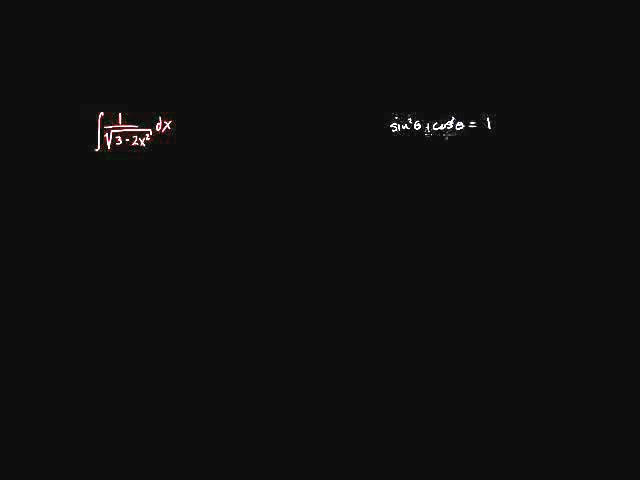 ∫ 1/√(3 - 2x²) dx
sin²θ + cos²θ = 1